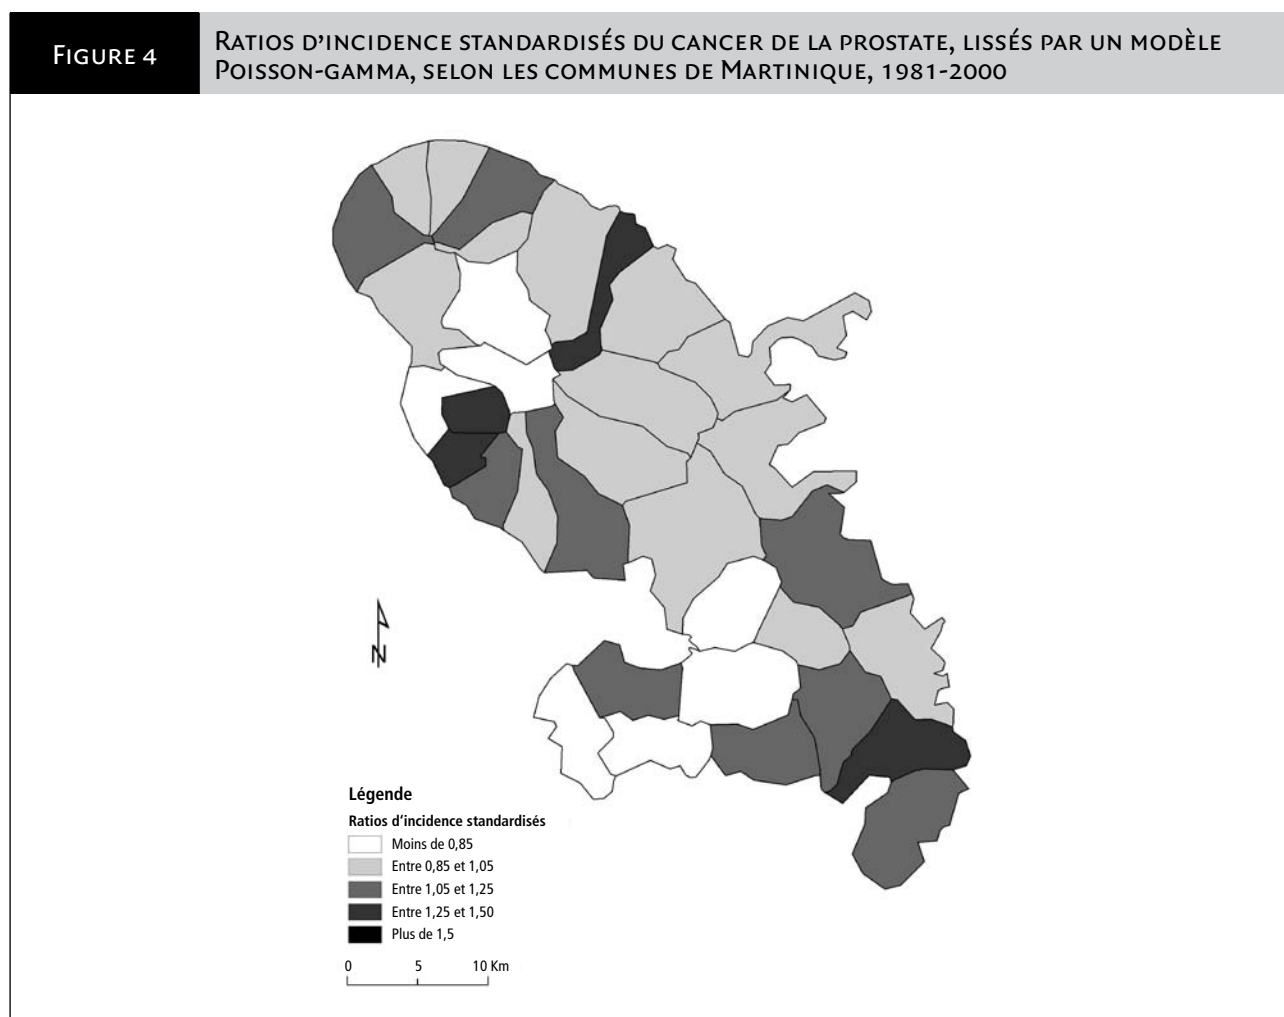 FIGURE 4
RATIOS D'INCIDENCE STANDARDISÉS DU CANCER DE LA PROSTATE, LISSÉS PAR UN MODÈLE
POISSON-GAMMA, SELON LES COMMUNES DE MARTINIQUE, 1981-2000
N
Légende
Ratios d'incidence standardisés
Moins de 0,85
Entre 0,85 et 1,05
Entre 1,05 et 1,25
Entre 1,25 et 1,50
Plus de 1,5
0 5 10 Km